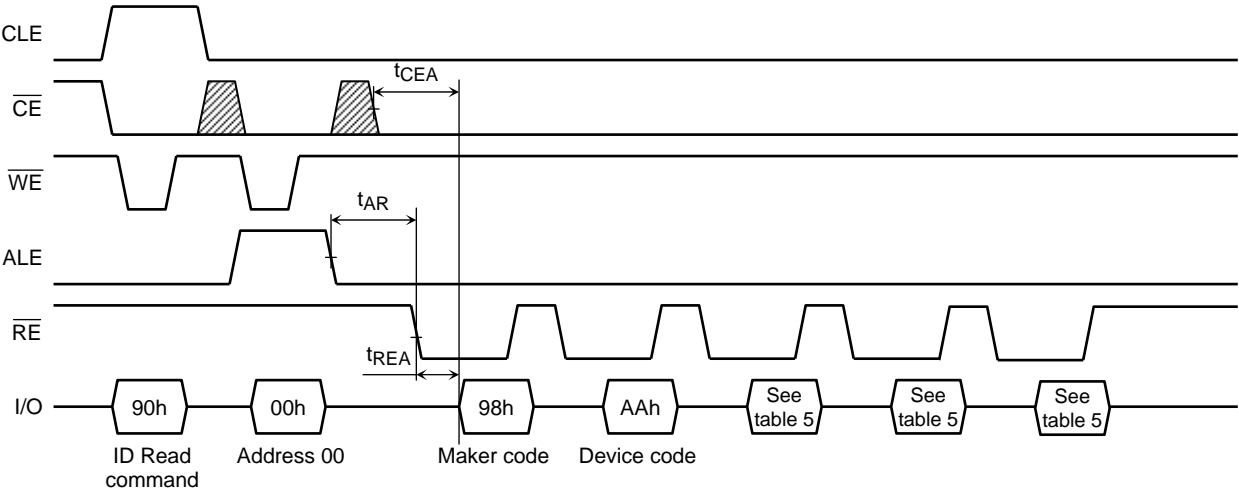 CLE
tCEA
CE
WE
tAR
ALE
RE
tREA
I/O
90h
00h
98h
AAh
See
table 5
See
table 5
See
table 5
ID Read
command
Address 00
Maker code
Device code